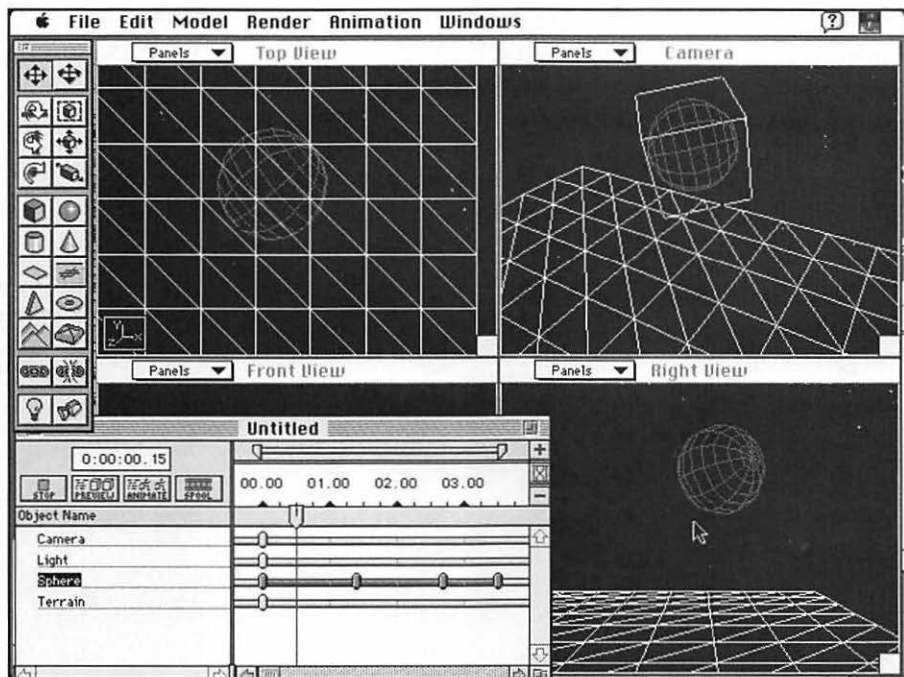 File Edit Model Render Animation Windows
Panels Top View
Panels Camera
Panels Front View
Panels Right View
Untitled
0:00:00.15
STOP PREVIEW ANIMATE SPOOL
00.00 01.00 02.00 03.00
Object Name
Camera
Light
Sphere
Terrain
Y
Z X